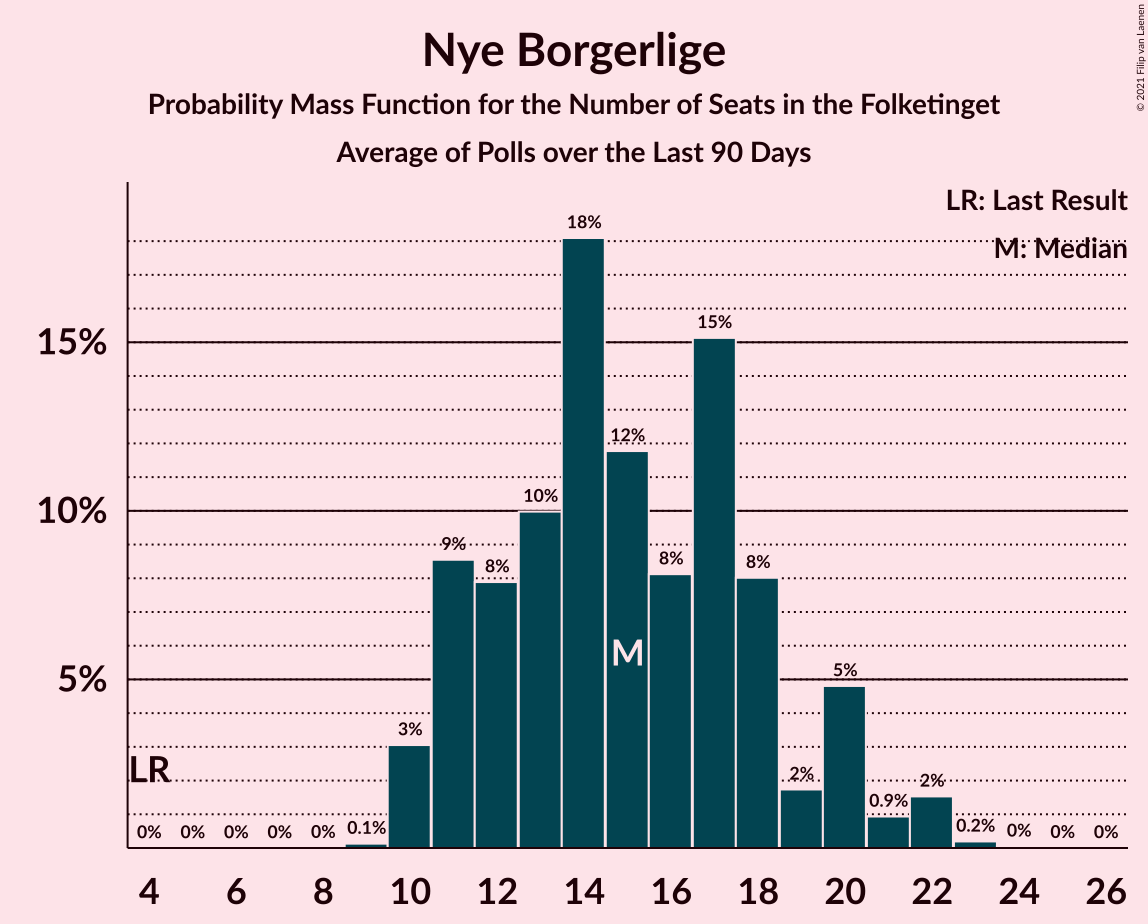 Nye Borgerlige
Probability Mass Function for the Number of Seats in the Folketinget
Average of Polls over the Last 90 Days
© 2021 Filip van Laenen
LR: Last Result
M: Median
18%
15%
15%
12%
10%
10%
9%
8%
8%
8%
M
5%
5%
3%
LR
2%
2%
0.9%
0% 0% 0% 0% 0% 0.1% 0.2% 0% 0% 0%
4 6 8 10 12 14 16 18 20 22 24 26